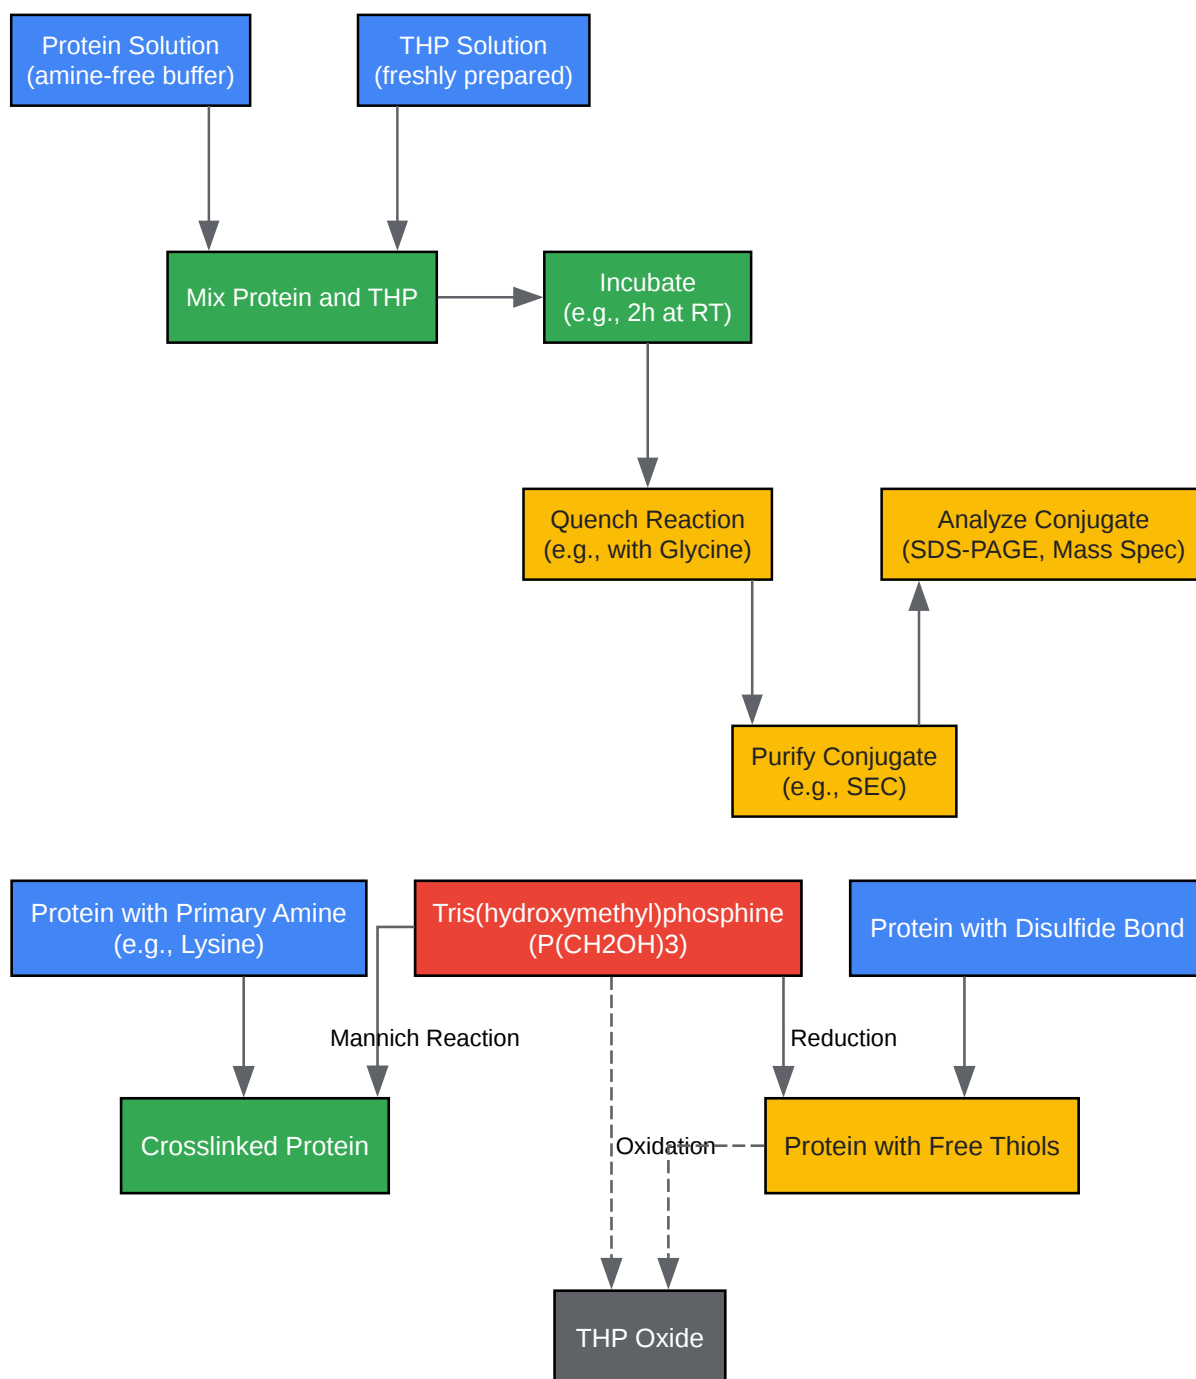 Protein Solution
(amine-free buffer)
THP Solution
(freshly prepared)
Mix Protein and THP
Incubate
(e.g., 2h at RT)
Quench Reaction
(e.g., with Glycine)
Analyze Conjugate
(SDS-PAGE, Mass Spec)
Purify Conjugate
(e.g., SEC)
Protein with Primary Amine
(e.g., Lysine)
Tris(hydroxymethyl)phosphine
(P(CH2OH)3)
Protein with Disulfide Bond
Mannich Reaction
Reduction
Crosslinked Protein
Oxidation
Protein with Free Thiols
THP Oxide